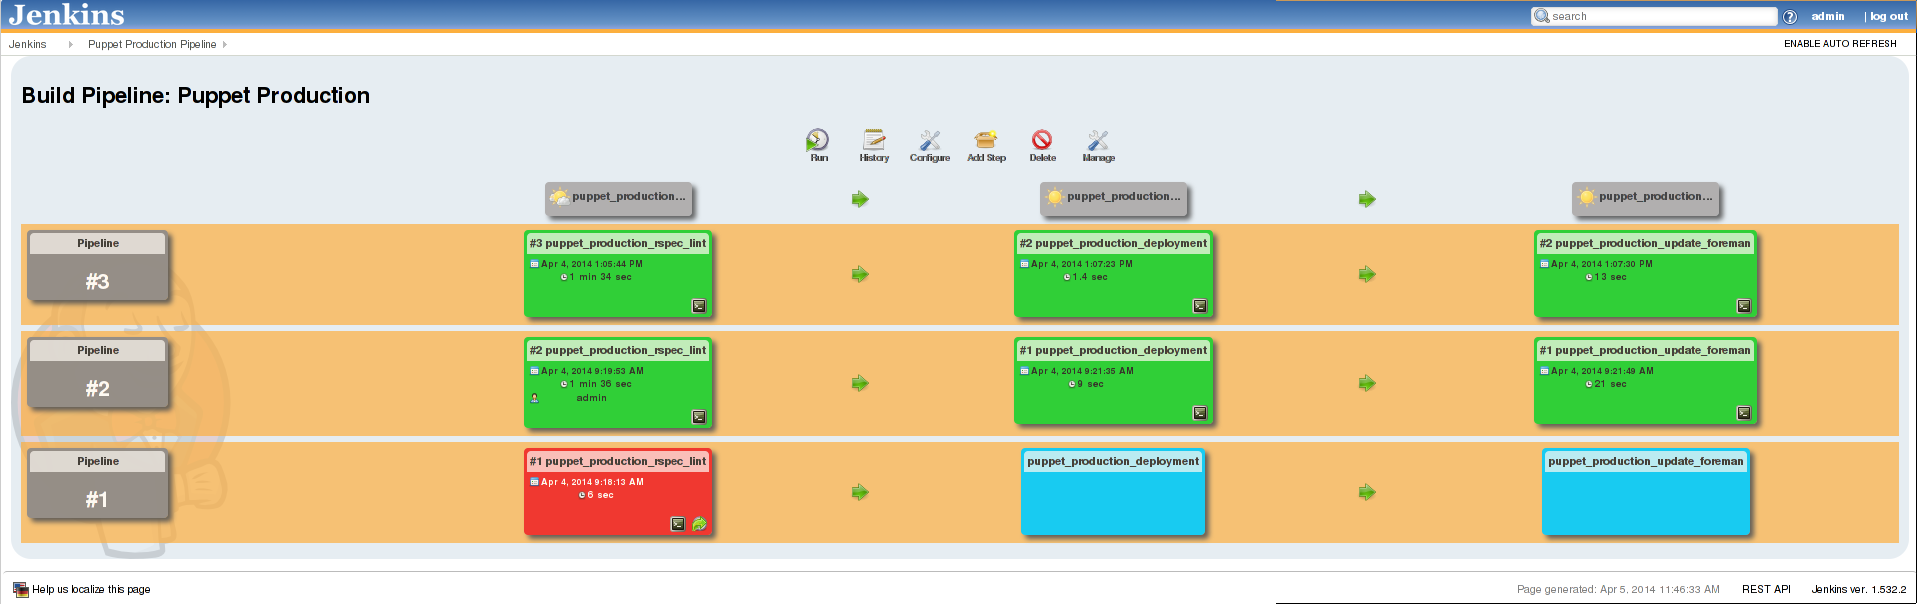 Jenkins
search
admin
| log out
Jenkins
Puppet Production Pipeline
ENABLE AUTO REFRESH
Build Pipeline: Puppet Production
Run
History
Configure
Add Step
Delete
Manage
puppet_production...
puppet_production...
puppet_production...
Pipeline
#3
#3 puppet_production_rspec_lint
Apr 4, 2014 1:05:44 PM
1 min 34 sec
#2 puppet_production_deployment
Apr 4, 2014 1:07:23 PM
1.4 sec
#2 puppet_production_update_foreman
Apr 4, 2014 1:07:30 PM
13 sec
Pipeline
#2
#2 puppet_production_rspec_lint
Apr 4, 2014 9:19:53 AM
1 min 36 sec
admin
#1 puppet_production_deployment
Apr 4, 2014 9:21:35 AM
9 sec
#1 puppet_production_update_foreman
Apr 4, 2014 9:21:49 AM
21 sec
Pipeline
#1
#1 puppet_production_rspec_lint
Apr 4, 2014 9:18:13 AM
6 sec
puppet_production_deployment
puppet_production_update_foreman
Help us localize this page
Page generated: Apr 5, 2014 11:46:33 AM
REST API
Jenkins ver. 1.532.2